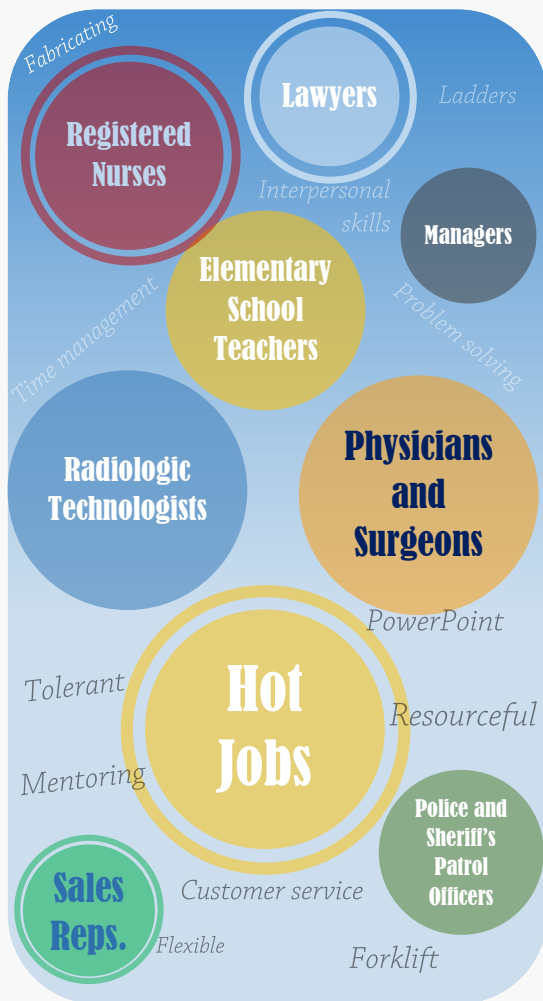 Fabricating
Lawyers
Ladders
Registered
Nurses
Interpersonal
skills
Managers
Elementary
School
Teachers
Time management
Problem solving
Radiologic
Technologists
Physicians
and
Surgeons
PowerPoint
Hot
Jobs
Tolerant
Resourceful
Mentoring
Police and
Sheriff's
Patrol
Officers
Sales
Reps.
Customer service
Flexible
Forklift